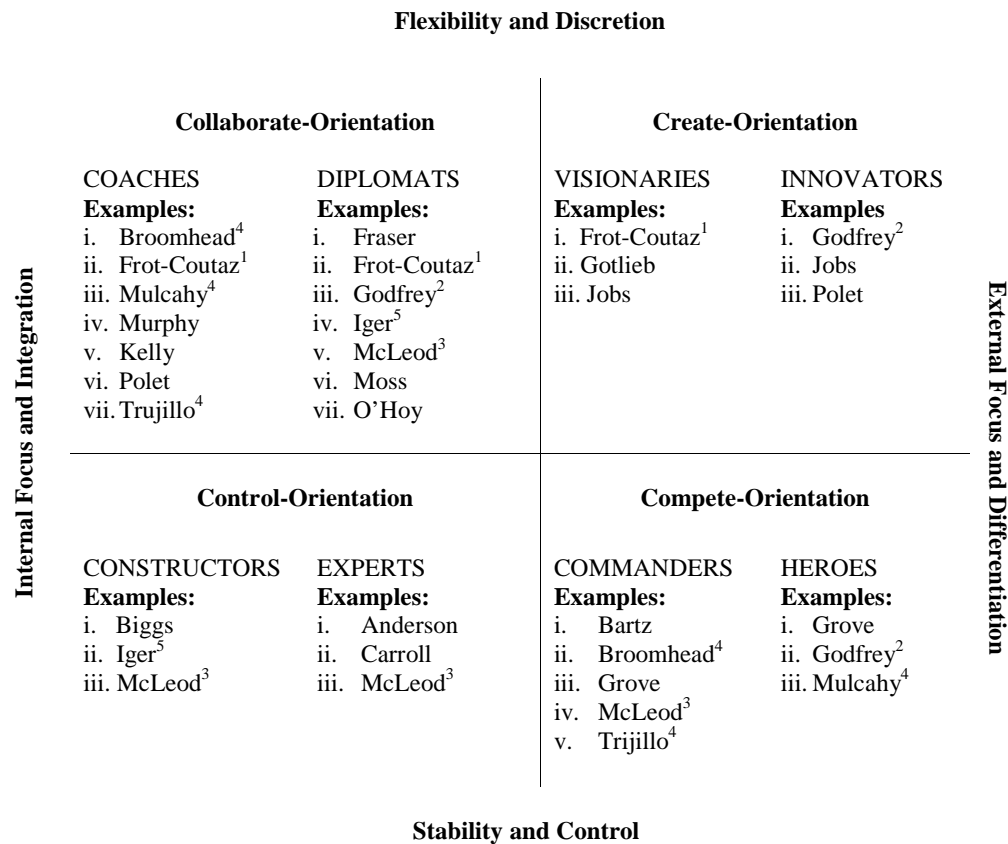 Flexibility and Discretion
Internal Focus and Integration
External Focus and Differentiation
Collaborate-Orientation
COACHES
Examples:
i. Broomhead⁴
ii. Frot-Coutaz¹
iii. Mulcahy⁴
iv. Murphy
v. Kelly
vi. Polet
vii. Trujillo⁴
DIPLOMATS
Examples:
i. Fraser
ii. Frot-Coutaz¹
iii. Godfrey²
iv. Iger⁵
v. McLeod³
vi. Moss
vii. O'Hoy
Create-Orientation
VISIONARIES
Examples:
i. Frot-Coutaz¹
ii. Gotlieb
iii. Jobs
INNOVATORS
Examples
i. Godfrey²
ii. Jobs
iii. Polet
Control-Orientation
CONSTRUCTORS
Examples:
i. Biggs
ii. Iger⁵
iii. McLeod³
EXPERTS
Examples:
i. Anderson
ii. Carroll
iii. McLeod³
Compete-Orientation
COMMANDERS
Examples:
i. Bartz
ii. Broomhead⁴
iii. Grove
iv. McLeod³
v. Trijillo⁴
HEROES
Examples:
i. Grove
ii. Godfrey²
iii. Mulcahy⁴
Stability and Control